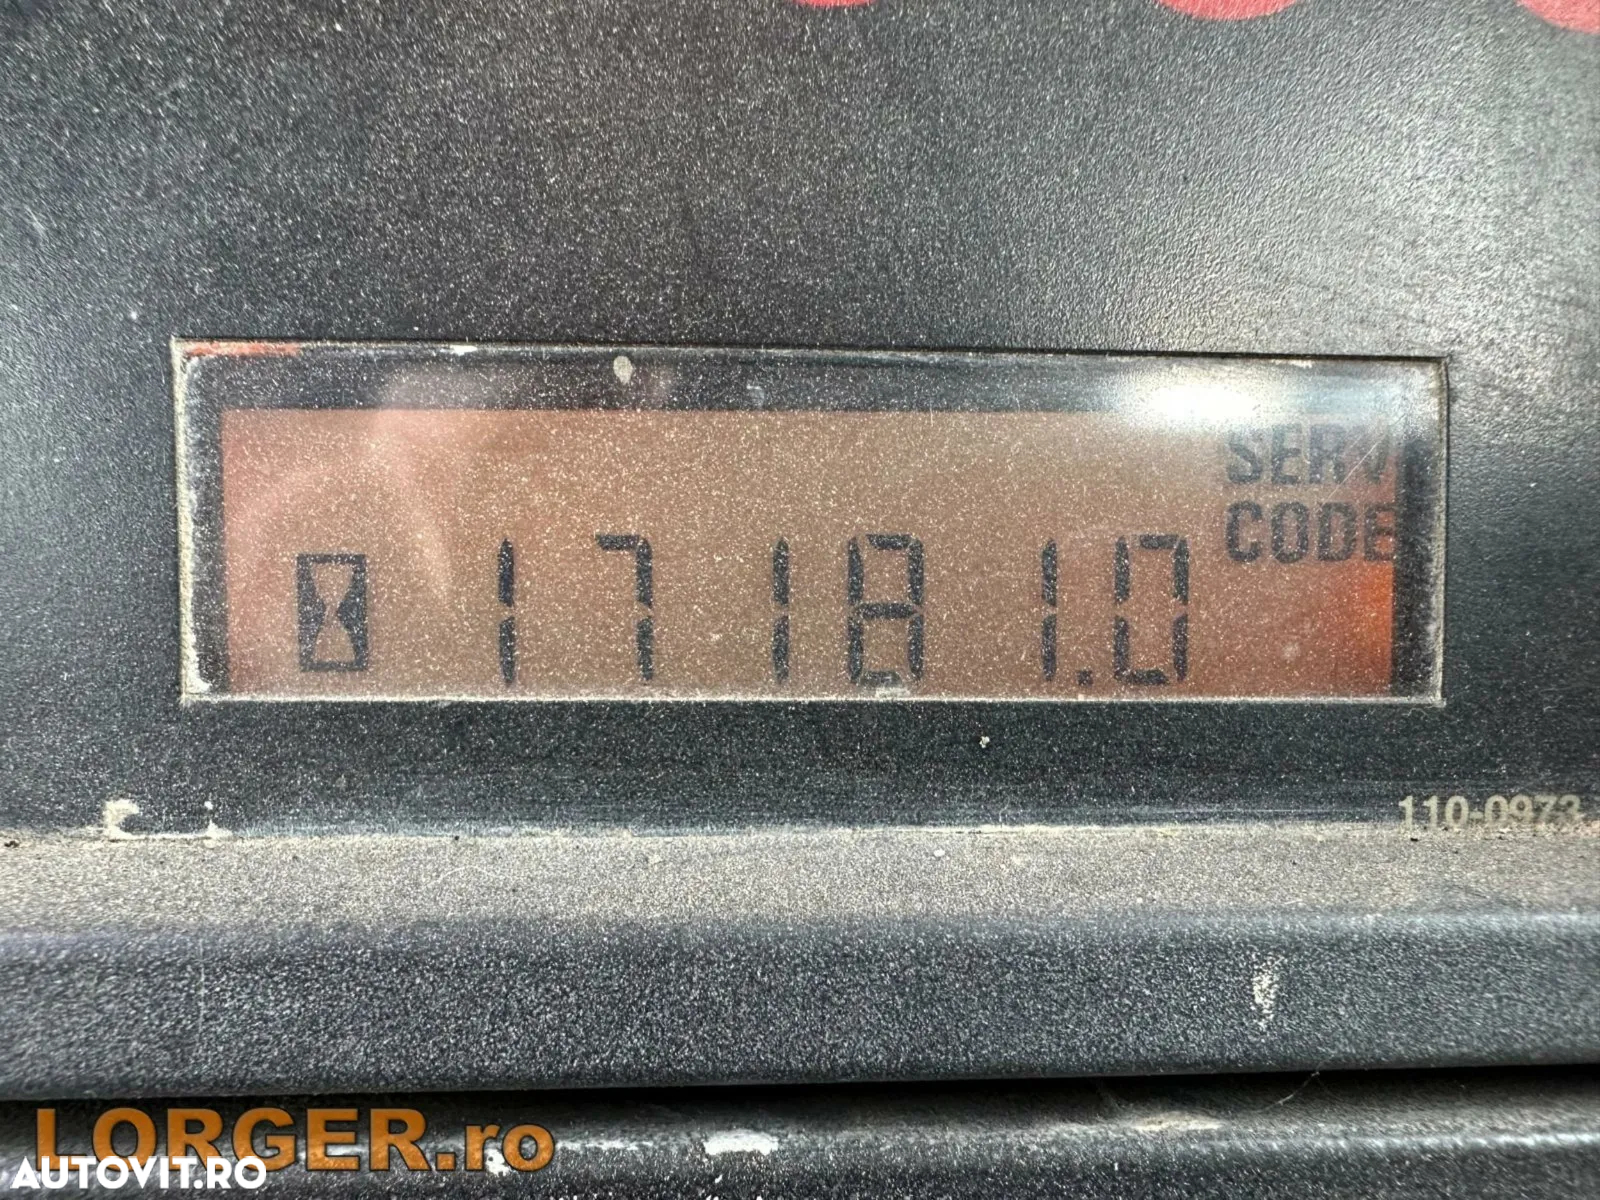 SERV
CODE
17181.0
110-0973
LORGER.ro
AUTOVIT.RO